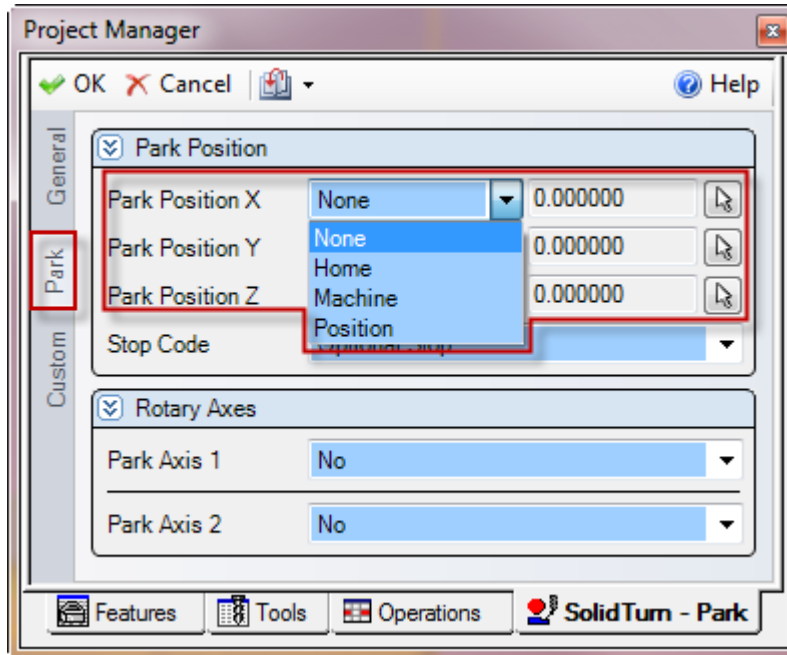 Project Manager
OK Cancel Help
General
Park
Custom
Park Position
Park Position X None 0.000000
Park Position Y 0.000000
Park Position Z 0.000000
None
Home
Machine
Position
Stop Code Optional Stop
Rotary Axes
Park Axis 1 No
Park Axis 2 No
Features Tools Operations SolidTurn - Park